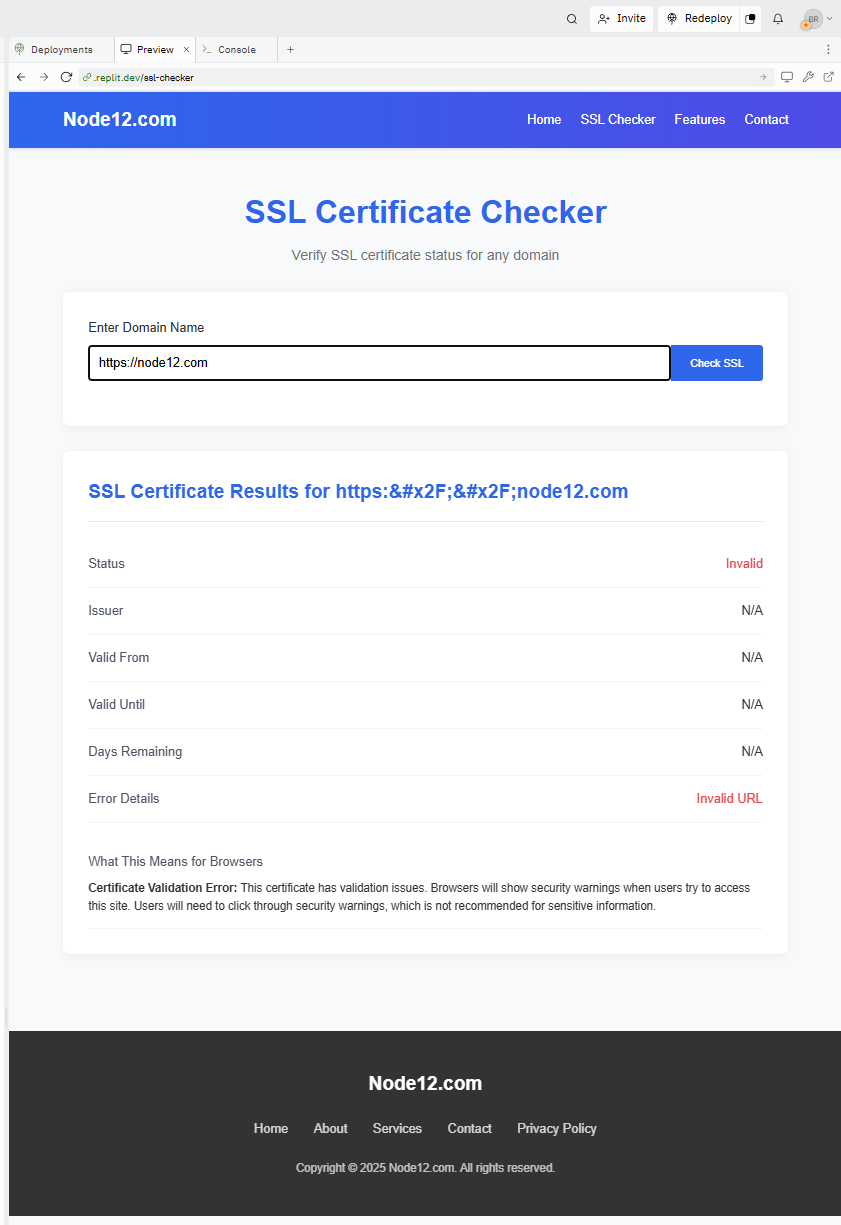 Invite
Redeploy
BR
Deployments
Preview
Console
.replit.dev/ssl-checker
Node12.com
Home
SSL Checker
Features
Contact
SSL Certificate Checker
Verify SSL certificate status for any domain
Enter Domain Name
https://node12.com
Check SSL
SSL Certificate Results for https:&#x2F;&#x2F;node12.com
Status
Invalid
Issuer
N/A
Valid From
N/A
Valid Until
N/A
Days Remaining
N/A
Error Details
Invalid URL
What This Means for Browsers
Certificate Validation Error: This certificate has validation issues. Browsers will show security warnings when users try to access
this site. Users will need to click through security warnings, which is not recommended for sensitive information.
Node12.com
Home
About
Services
Contact
Privacy Policy
Copyright © 2025 Node12.com. All rights reserved.